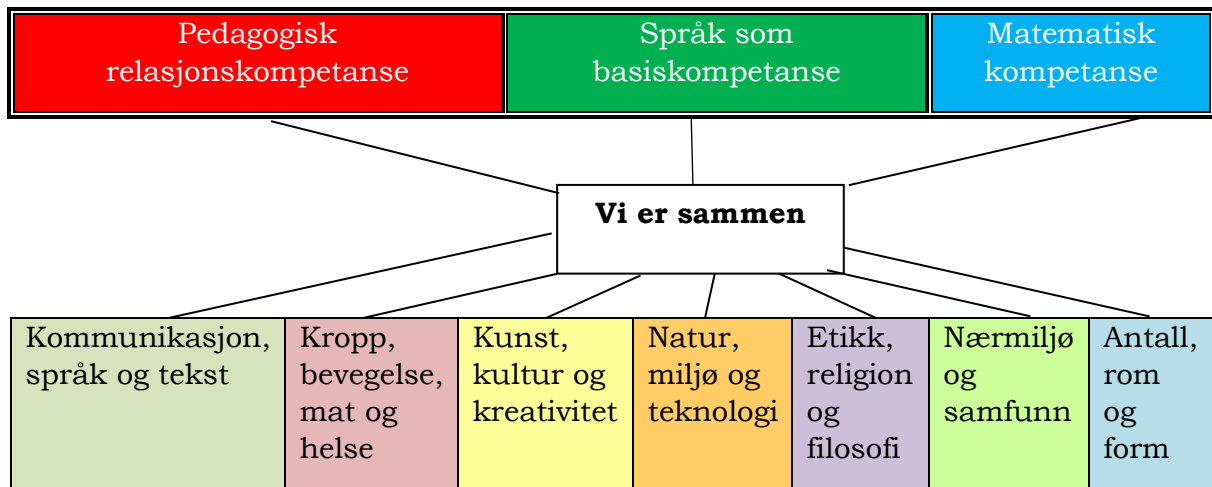 Pedagogisk
relasjonskompetanse
Språk som
basiskompetanse
Matematisk
kompetanse
Vi er sammen
Kommunikasjon,
språk og tekst
Kropp,
bevegelse,
mat og
helse
Kunst,
kultur og
kreativitet
Natur,
miljø og
teknologi
Etikk,
religion
og
filosofi
Nærmiljø
og
samfunn
Antall,
rom
og
form